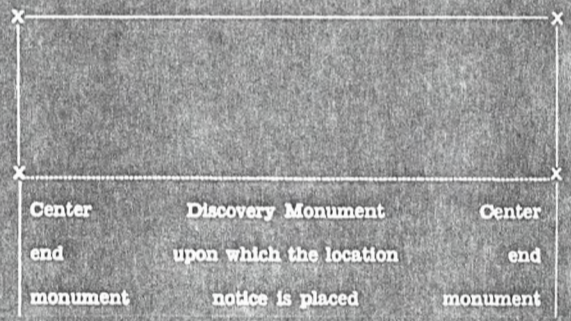 X X
X X
Center Discovery Monument Center
end upon which the location end
monument notice is placed monument